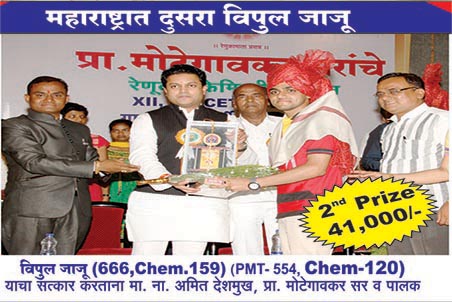 महाराष्ट्रात दुसरा विपुल जाजू
प्रा. मोटेगावकर
XII,
2nd Prize
41,000/-
विपुल जाजू (666,Chem.159) (PMT- 554, Chem-120)
याचा सत्कार करताना मा. ना. अमित देशमुख, प्रा. मोटेगावकर सर व पालक